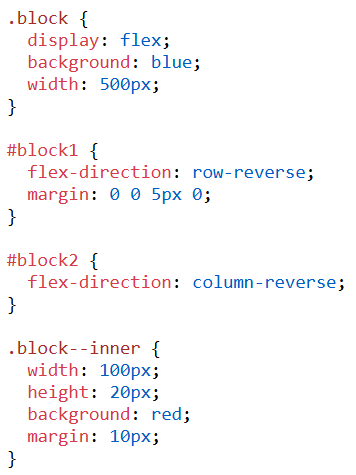 .block {
  display: flex;
  background: blue;
  width: 500px;
}

#block1 {
  flex-direction: row-reverse;
  margin: 0 0 5px 0;
}

#block2 {
  flex-direction: column-reverse;
}

.block--inner {
  width: 100px;
  height: 20px;
  background: red;
  margin: 10px;
}